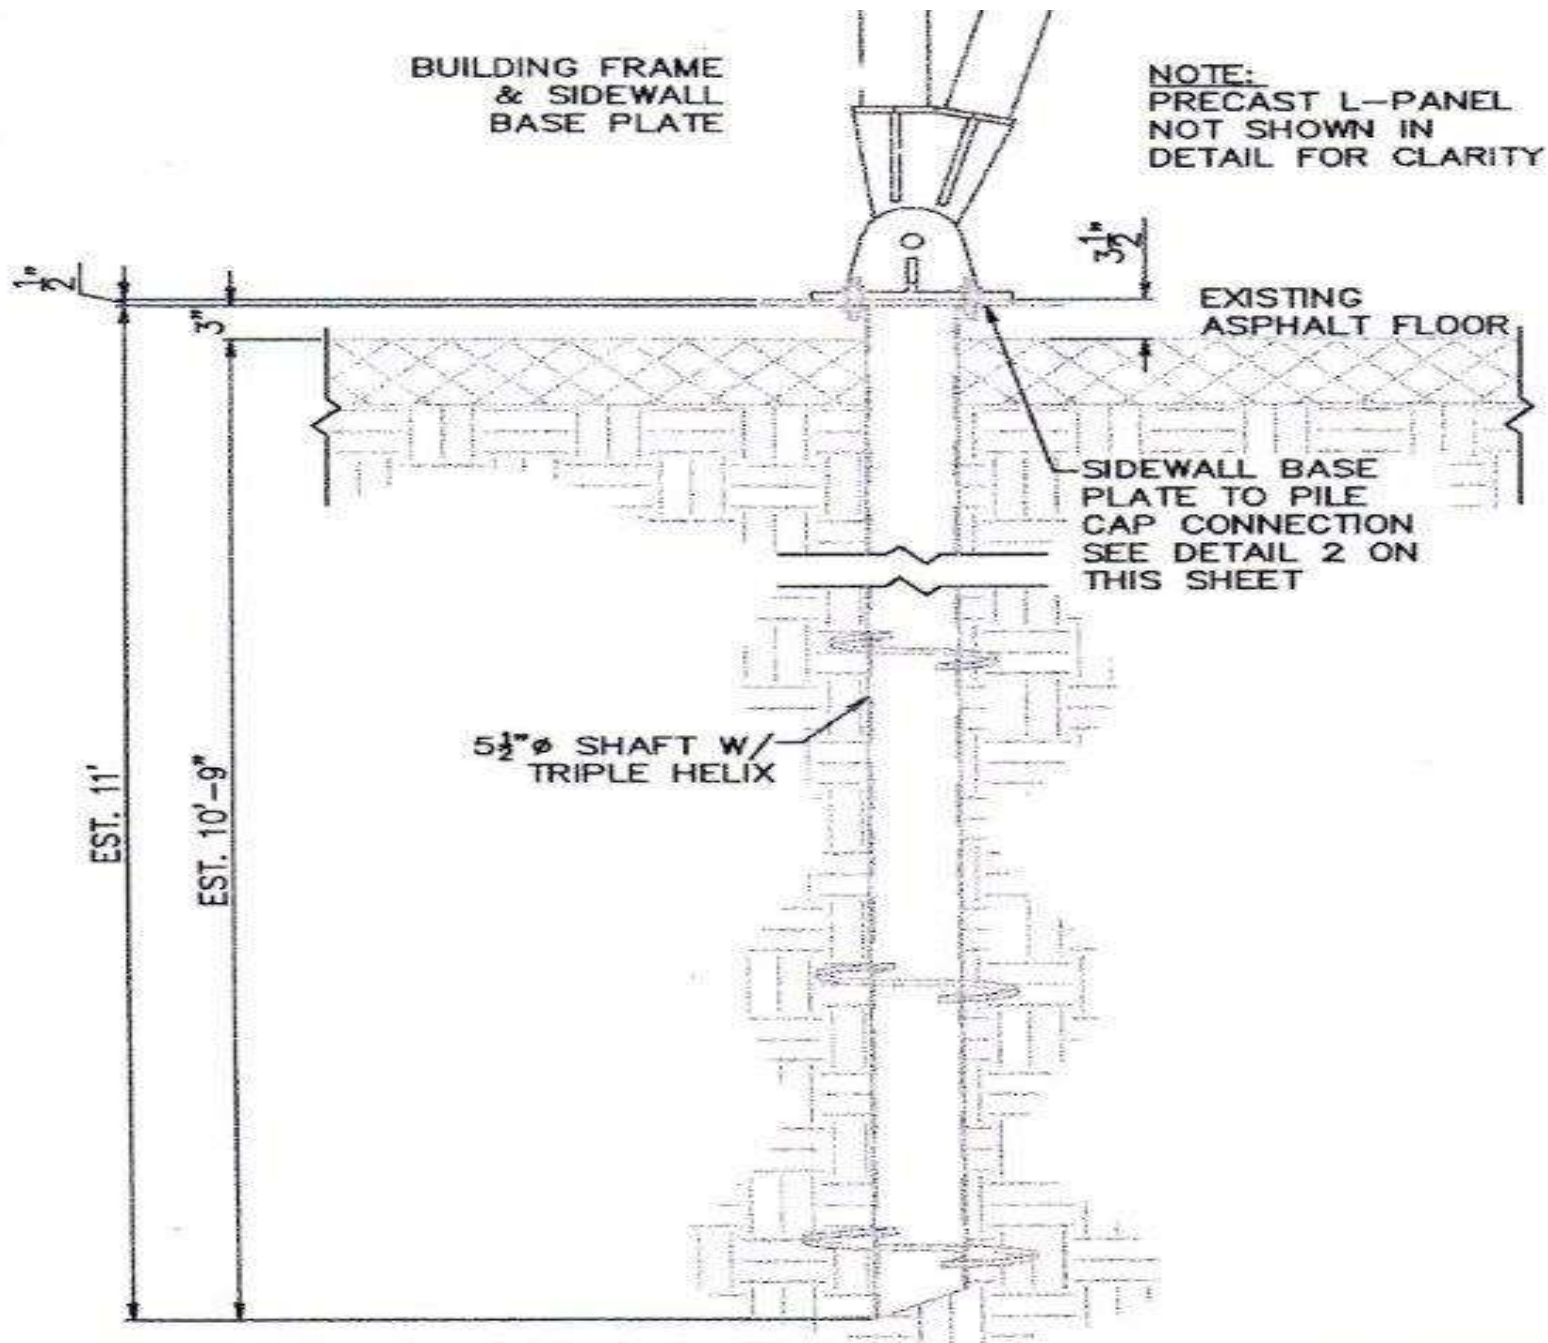 BUILDING FRAME
& SIDEWALL
BASE PLATE
NOTE:
PRECAST L-PANEL
NOT SHOWN IN
DETAIL FOR CLARITY
1/2"
3"
3 1/2"
EXISTING
ASPHALT FLOOR
SIDEWALL BASE
PLATE TO PILE
CAP CONNECTION
SEE DETAIL 2 ON
THIS SHEET
5 1/2"ø SHAFT W/
TRIPLE HELIX
EST. 11'
EST. 10'-9"